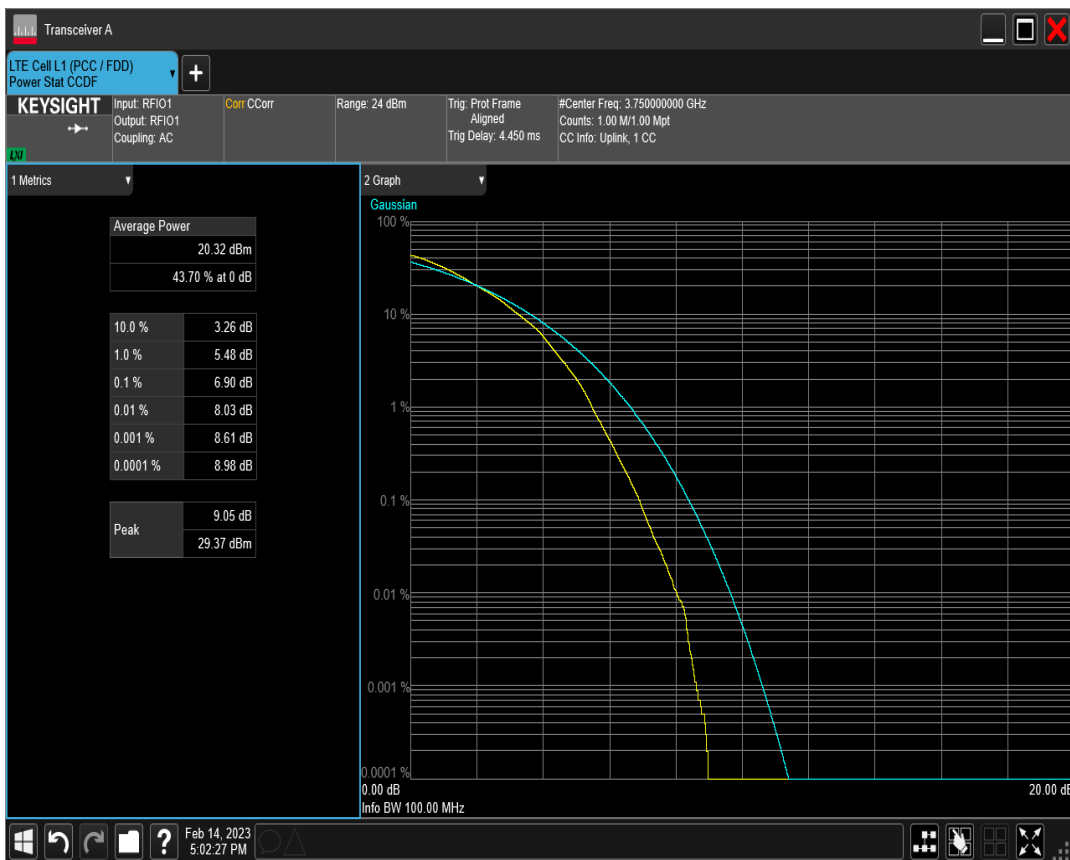 Transceiver A
LTE Cell L1 (PCC / FDD)
Power Stat CCDF
+
KEYSIGHT
LXI
Input: RFIO1
Output: RFIO1
Coupling: AC
Corr CCorr
Range: 24 dBm
Trig: Prot Frame
Aligned
Trig Delay: 4.450 ms
#Center Freq: 3.750000000 GHz
Counts: 1.00 M/1.00 Mpt
CC Info: Uplink, 1 CC
1 Metrics
Average Power
20.32 dBm
43.70 % at 0 dB
10.0 % 3.26 dB
1.0 % 5.48 dB
0.1 % 6.90 dB
0.01 % 8.03 dB
0.001 % 8.61 dB
0.0001 % 8.98 dB
Peak
9.05 dB
29.37 dBm
2 Graph
Gaussian
100 %
10 %
1 %
0.1 %
0.01 %
0.001 %
0.0001 %
0.00 dB 20.00 dB
Info BW 100.00 MHz
?
Feb 14, 2023
5:02:27 PM